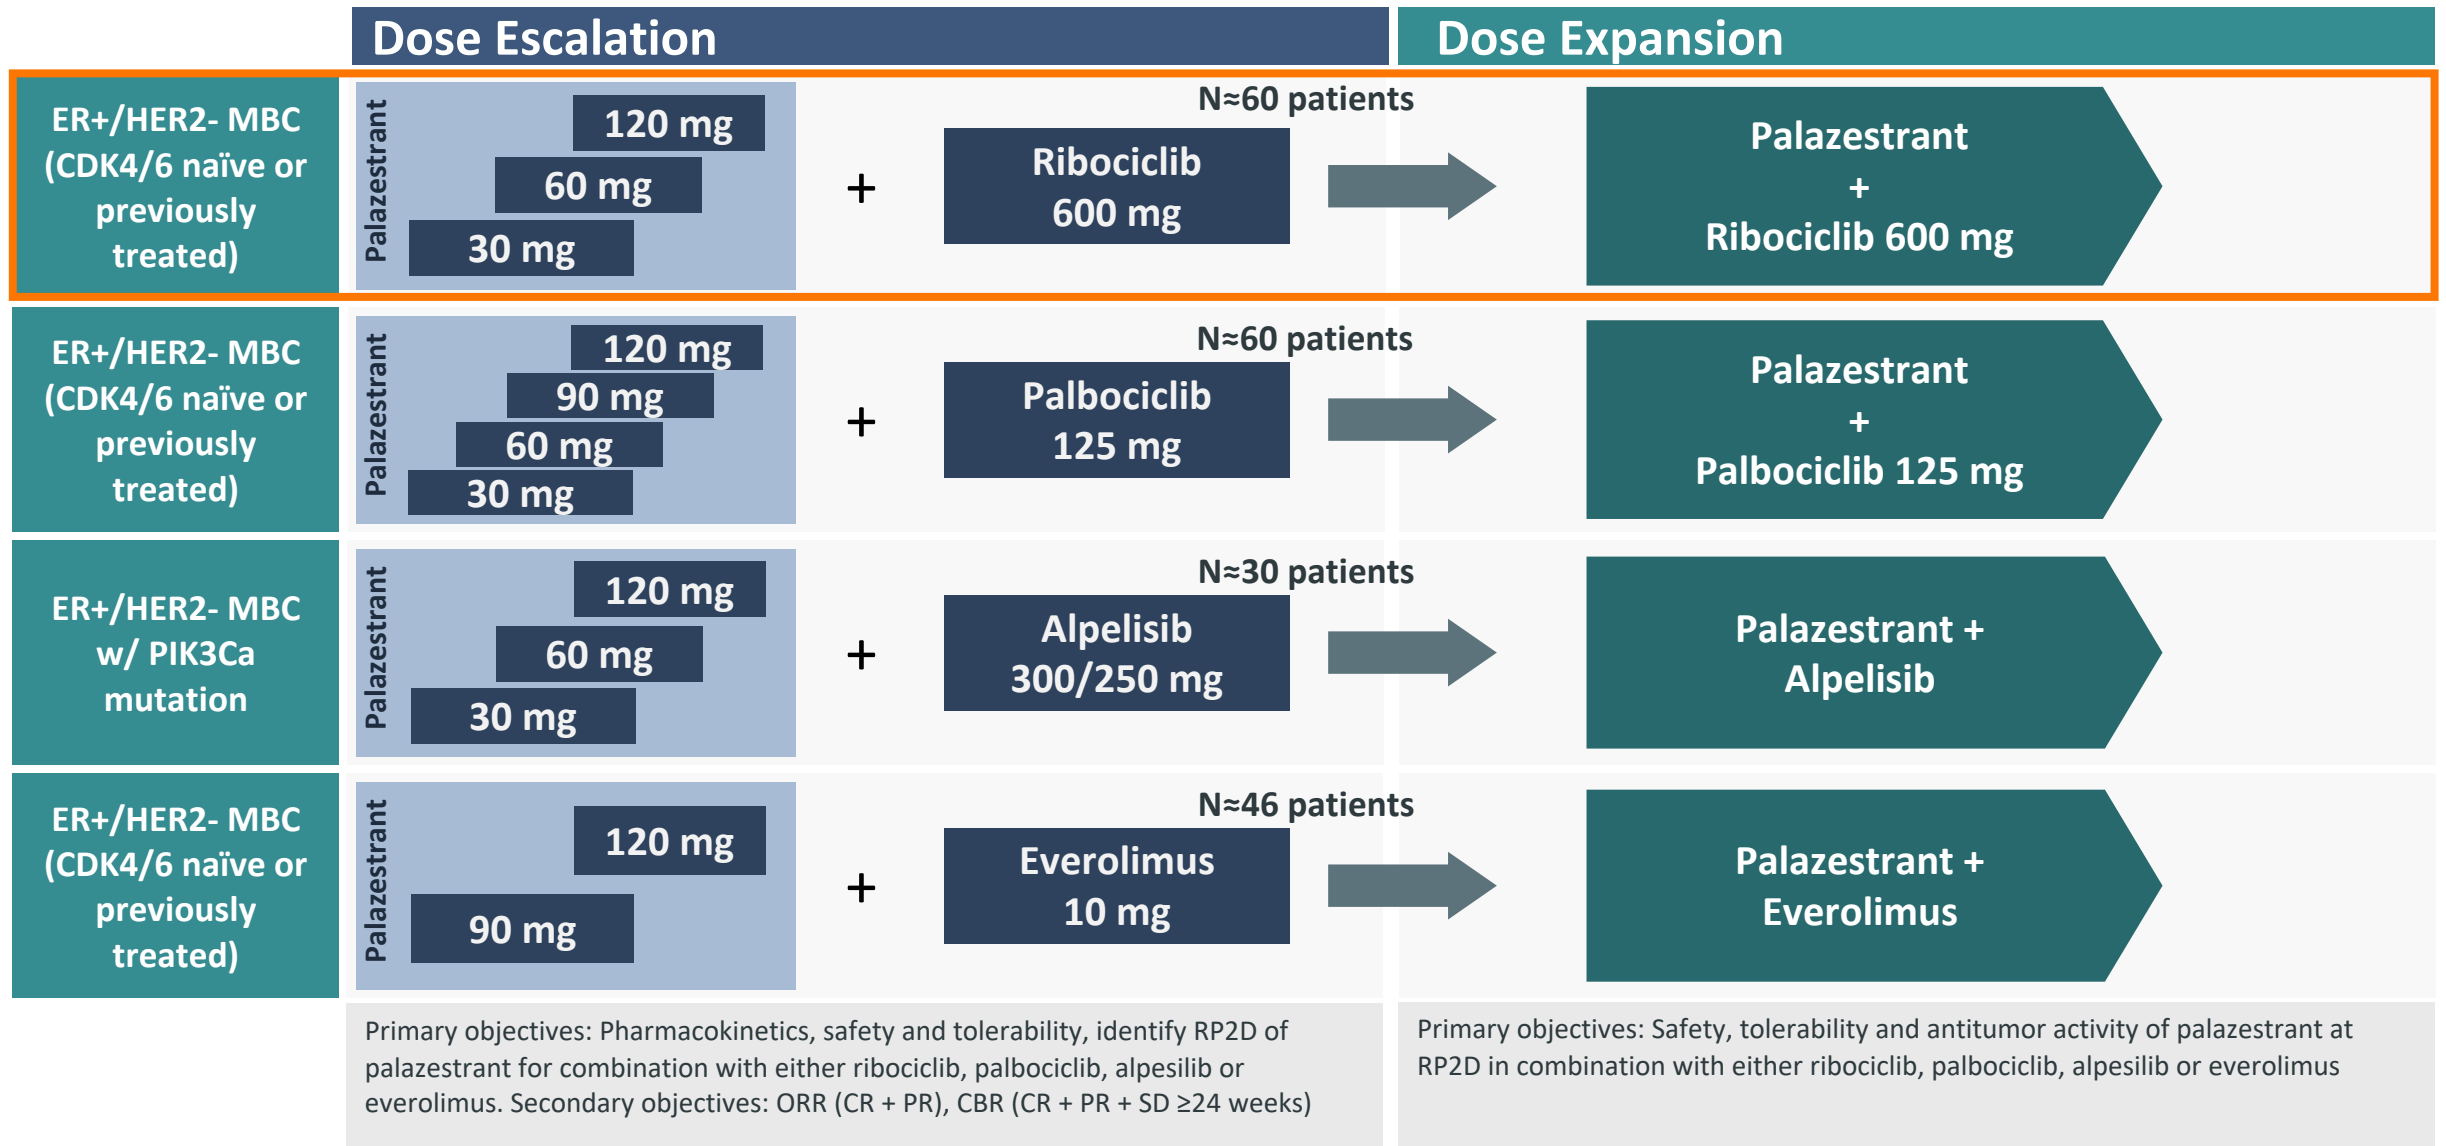 Dose Escalation
Dose Expansion
ER+/HER2- MBC
(CDK4/6 naïve or
previously
treated)
Palazestrant
120 mg
60 mg
30 mg
+
Ribociclib
600 mg
N≈60 patients
Palazestrant
+
Ribociclib 600 mg
ER+/HER2- MBC
(CDK4/6 naïve or
previously
treated)
Palazestrant
120 mg
90 mg
60 mg
30 mg
+
Palbociclib
125 mg
N≈60 patients
Palazestrant
+
Palbociclib 125 mg
ER+/HER2- MBC
w/ PIK3Ca
mutation
Palazestrant
120 mg
60 mg
30 mg
+
Alpelisib
300/250 mg
N≈30 patients
Palazestrant +
Alpelisib
ER+/HER2- MBC
(CDK4/6 naïve or
previously
treated)
Palazestrant
120 mg
90 mg
+
Everolimus
10 mg
N≈46 patients
Palazestrant +
Everolimus
Primary objectives: Pharmacokinetics, safety and tolerability, identify RP2D of
palazestrant for combination with either ribociclib, palbociclib, alpesilib or
everolimus. Secondary objectives: ORR (CR + PR), CBR (CR + PR + SD ≥24 weeks)
Primary objectives: Safety, tolerability and antitumor activity of palazestrant at
RP2D in combination with either ribociclib, palbociclib, alpesilib or everolimus